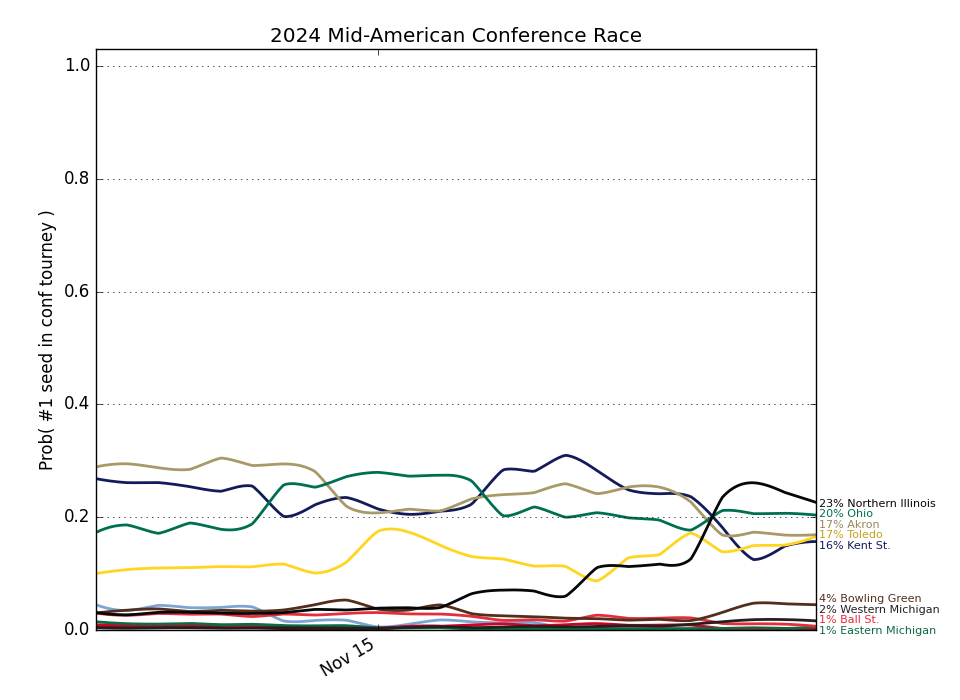 2024 Mid-American Conference Race
Prob( #1 seed in conf tourney )
1.0
0.8
0.6
0.4
0.2
0.0
Nov 15
23% Northern Illinois
20% Ohio
17% Akron
17% Toledo
16% Kent St.
4% Bowling Green
2% Western Michigan
1% Ball St.
1% Eastern Michigan